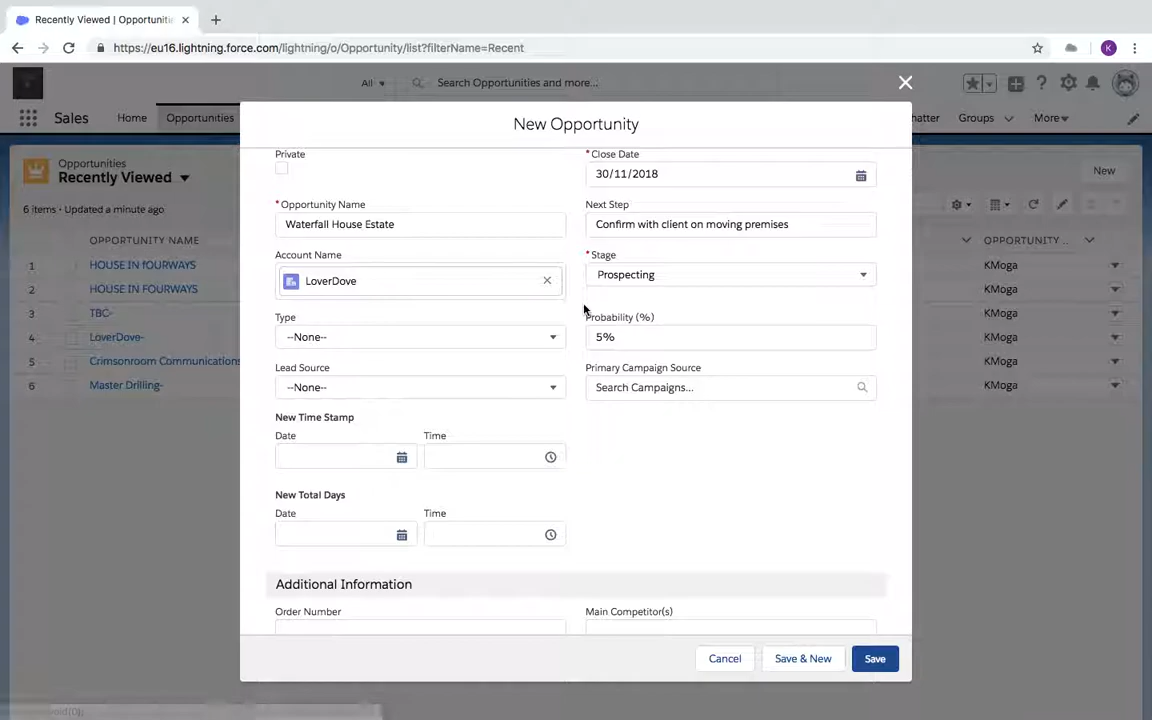 Recently Viewed | Opportuniti
https://eu16.lightning.force.com/lightning/o/Opportunity/list?filterName=Recent
K
All
Search Opportunities and more...
Sales
Home
Opportunities
hatter
Groups
More
New Opportunity
Opportunities
Recently Viewed
New
6 items • Updated a minute ago
OPPORTUNITY NAME
OPPORTUNITY ...
1 HOUSE IN fOURWAYS KMoga
2 HOUSE IN FOURWAYS KMoga
3 TBC- KMoga
4 LoverDove- KMoga
5 Crimsonroom Communications KMoga
6 Master Drilling- KMoga
Private
*Close Date
30/11/2018
*Opportunity Name
Waterfall House Estate
Next Step
Confirm with client on moving premises
Account Name
LoverDove
*Stage
Prospecting
Type
--None--
Probability (%)
5%
Lead Source
--None--
Primary Campaign Source
Search Campaigns...
New Time Stamp
Date
Time
New Total Days
Date
Time
Additional Information
Order Number
Main Competitor(s)
Cancel
Save & New
Save